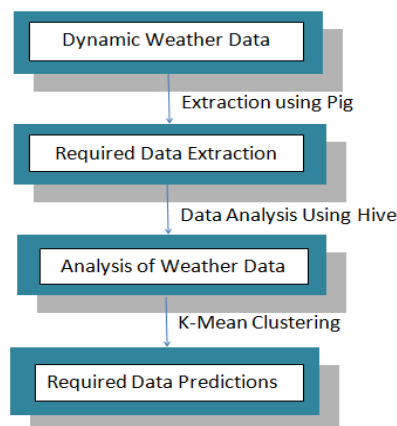 Dynamic Weather Data
Extraction using Pig
Required Data Extraction
Data Analysis Using Hive
Analysis of Weather Data
K-Mean Clustering
Required Data Predictions